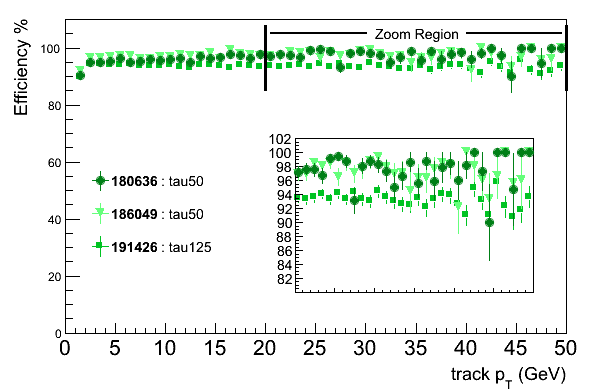 Efficiency %
100
80
60
40
20
0
Zoom Region
102
100
98
96
94
92
90
88
86
84
82
180636 : tau50
186049 : tau50
191426 : tau125
0 5 10 15 20 25 30 35 40 45 50
track pT (GeV)